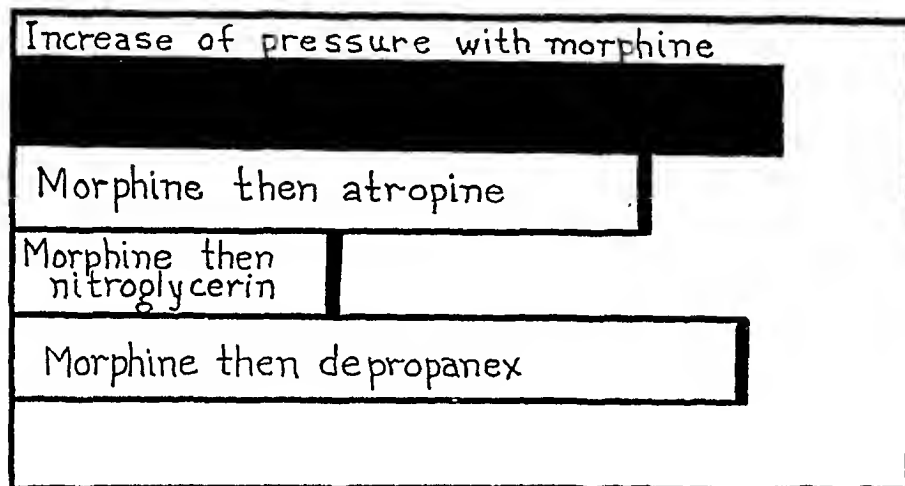 Increase of pressure with morphine
Morphine then atropine
Morphine then
nitroglycerin
Morphine then depropanex